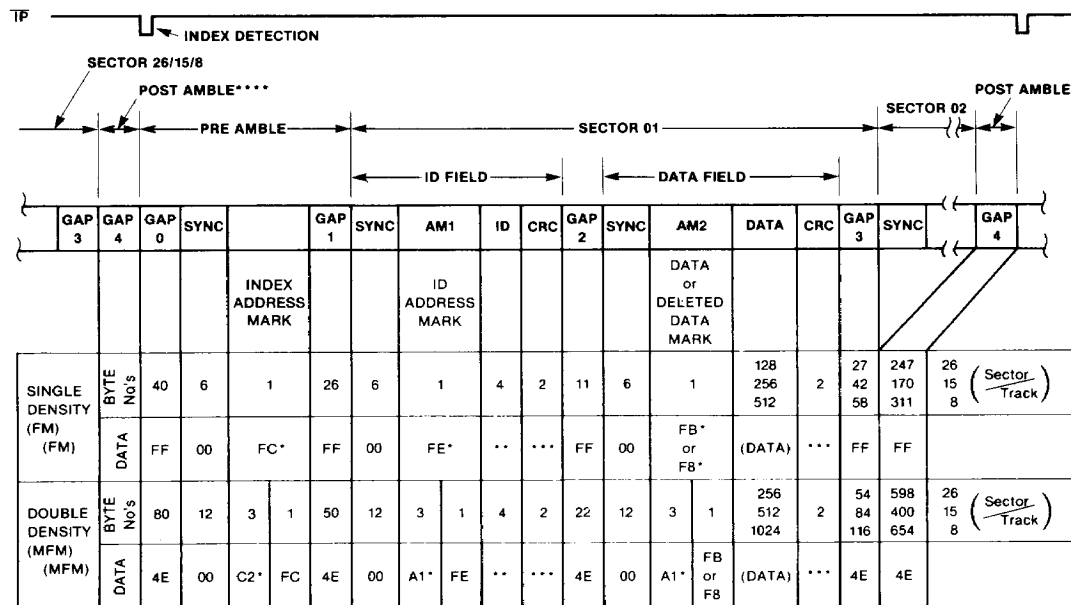 IP
INDEX DETECTION
SECTOR 26/15/8
POST AMBLE****
PRE AMBLE
SECTOR 01
SECTOR 02
POST AMBLE
ID FIELD
DATA FIELD
GAP 3
GAP 4
GAP 0
SYNC
GAP 1
SYNC
AM1
ID
CRC
GAP 2
SYNC
AM2
DATA
CRC
GAP 3
SYNC
GAP 4
INDEX
ADDRESS
MARK
ID
ADDRESS
MARK
DATA
or
DELETED
DATA
MARK
SINGLE
DENSITY
(FM)
(FM)
BYTE No's 40 6 1 26 6 1 4 2 11 6 1 128 2 27 247 26 (Sector/Track)
256 42 170 15
512 58 311 8
DATA FF 00 FC* FF 00 FE* ** *** FF 00 FB* or F8* (DATA) *** FF FF
DOUBLE
DENSITY
(MFM)
(MFM)
BYTE No's 80 12 3 1 50 12 3 1 4 2 22 12 3 1 256 2 54 598 26 (Sector/Track)
512 84 400 15
1024 116 654 8
DATA 4E 00 C2* FC 4E 00 A1* FE ** *** 4E 00 A1* FB or F8 (DATA) *** 4E 4E